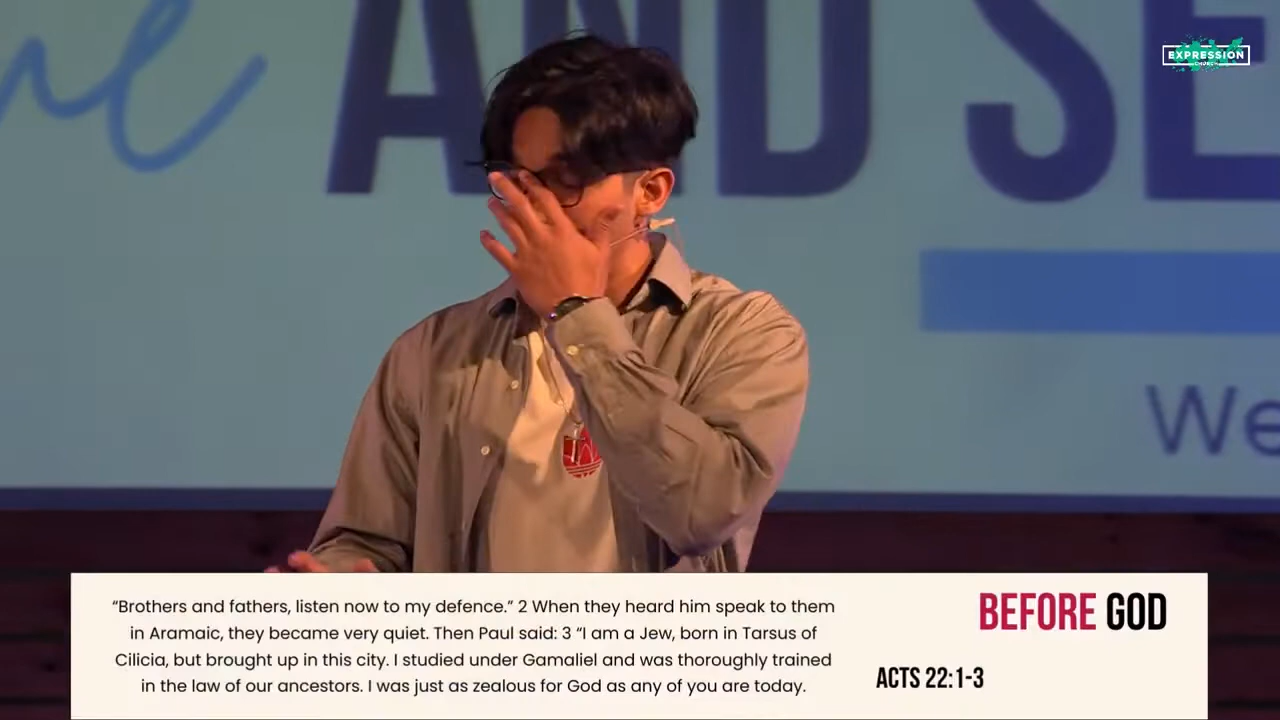 ne AND SE
EXPRESSION
CHURCH
We
“Brothers and fathers, listen now to my defence.” 2 When they heard him speak to them
in Aramaic, they became very quiet. Then Paul said: 3 “I am a Jew, born in Tarsus of
Cilicia, but brought up in this city. I studied under Gamaliel and was thoroughly trained
in the law of our ancestors. I was just as zealous for God as any of you are today.
BEFORE GOD
ACTS 22:1-3